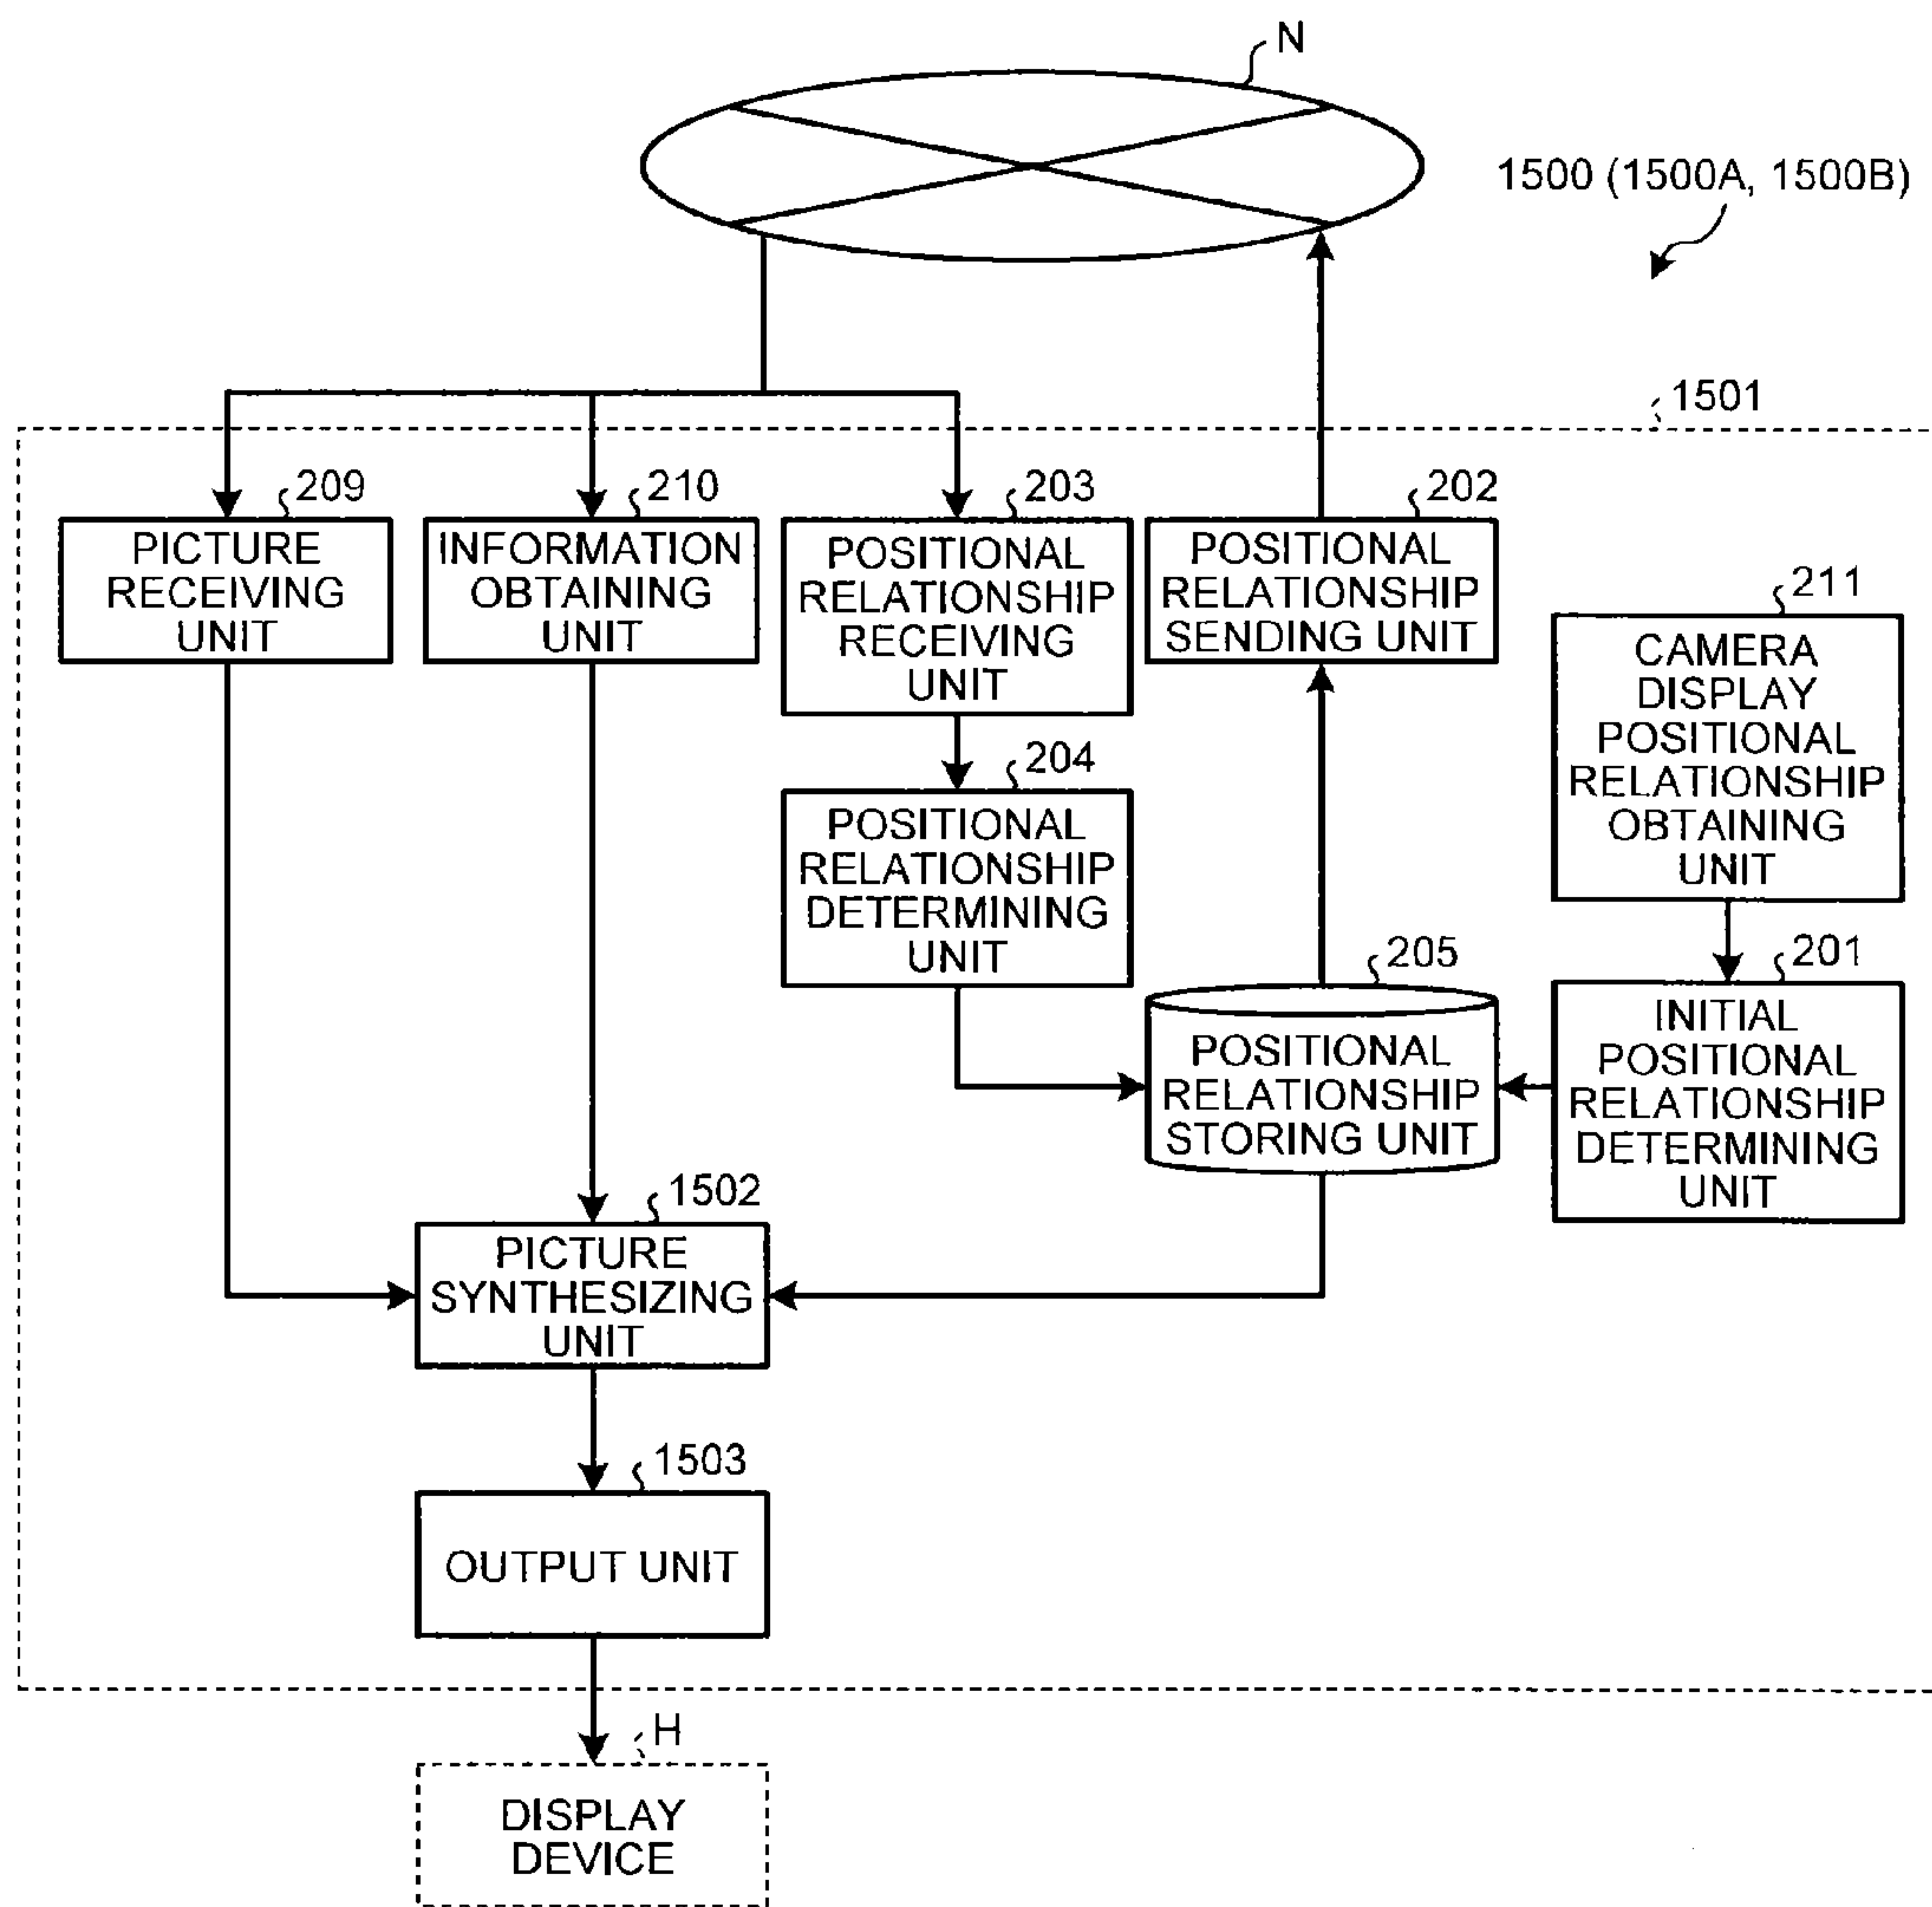 N
1500 (1500A, 1500B)
1501
209
PICTURE
RECEIVING
UNIT
210
INFORMATION
OBTAINING
UNIT
203
POSITIONAL
RELATIONSHIP
RECEIVING
UNIT
202
POSITIONAL
RELATIONSHIP
SENDING UNIT
211
CAMERA
DISPLAY
POSITIONAL
RELATIONSHIP
OBTAINING
UNIT
204
POSITIONAL
RELATIONSHIP
DETERMINING
UNIT
205
POSITIONAL
RELATIONSHIP
STORING UNIT
201
INITIAL
POSITIONAL
RELATIONSHIP
DETERMINING
UNIT
1502
PICTURE
SYNTHESIZING
UNIT
1503
OUTPUT UNIT
H
DISPLAY
DEVICE